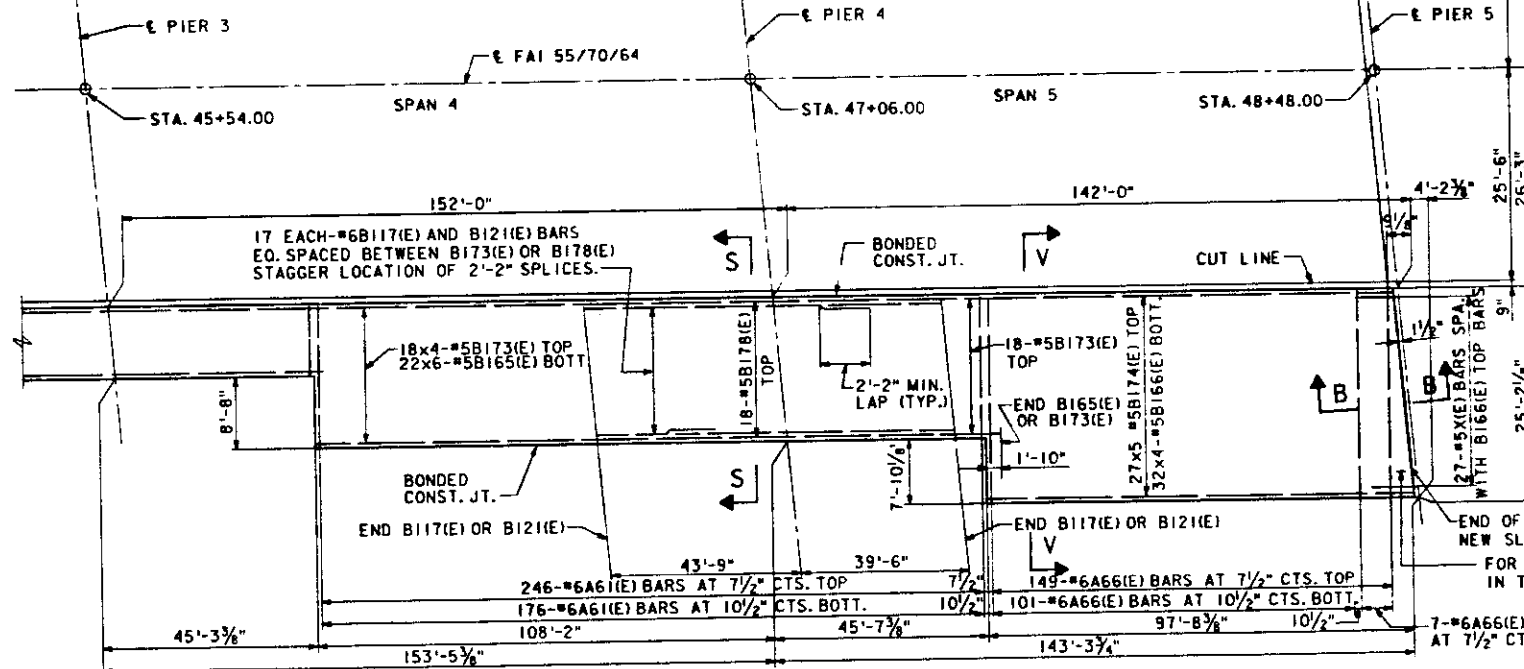 ℄ PIER 3
℄ PIER 4
℄ PIER 5
℄ FAI 55/70/64
SPAN 4
SPAN 5
STA. 45+54.00
STA. 47+06.00
STA. 48+48.00
25'-6"
26'-3"
152'-0"
142'-0"
4'-2⅜"
17 EACH-#6B117(E) AND B121(E) BARS
EQ. SPACED BETWEEN B173(E) OR B178(E)
STAGGER LOCATION OF 2'-2" SPLICES.
S
BONDED
CONST. JT.
V
CUT LINE
9"
18x4-#5B173(E) TOP
22x6-#5B165(E) BOTT.
18-#5B178(E)
TOP
18-#5B173(E)
TOP
2'-2" MIN.
LAP (TYP.)
27x5 #5B174(E) TOP
32x4-#5B166(E) BOTT.
1½"
B
B
27-#5X(E) BARS SPA.
WITH B166(E) TOP BARS
25'-2¼"
8'-8"
END B165(E)
OR B173(E)
1'-10"
7'-10⅛"
BONDED
CONST. JT.
S
END B117(E) OR B121(E)
END B117(E) OR B121(E)
V
END OF
NEW SL
FOR
IN T
43'-9"
39'-6"
246-#6A61(E) BARS AT 7½" CTS. TOP
7½"
149-#6A66(E) BARS AT 7½" CTS. TOP
176-#6A61(E) BARS AT 10½" CTS. BOTT.
10½"
101-#6A66(E) BARS AT 10½" CTS. BOTT.
45'-3⅜"
108'-2"
45'-7⅞"
97'-8⅜"
10½"
7-#6A66(E)
AT 7½" CT
153'-5⅜"
143'-3¾"